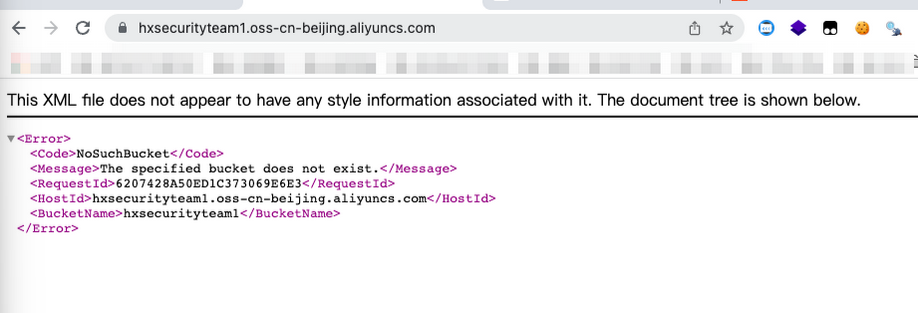 hxsecurityteam1.oss-cn-beijing.aliyuncs.com
This XML file does not appear to have any style information associated with it. The document tree is shown below.
▼<Error>
<Code>NoSuchBucket</Code>
<Message>The specified bucket does not exist.</Message>
<RequestId>6207428A50ED1C373069E6E3</RequestId>
<HostId>hxsecurityteam1.oss-cn-beijing.aliyuncs.com</HostId>
<BucketName>hxsecurityteam1</BucketName>
</Error>